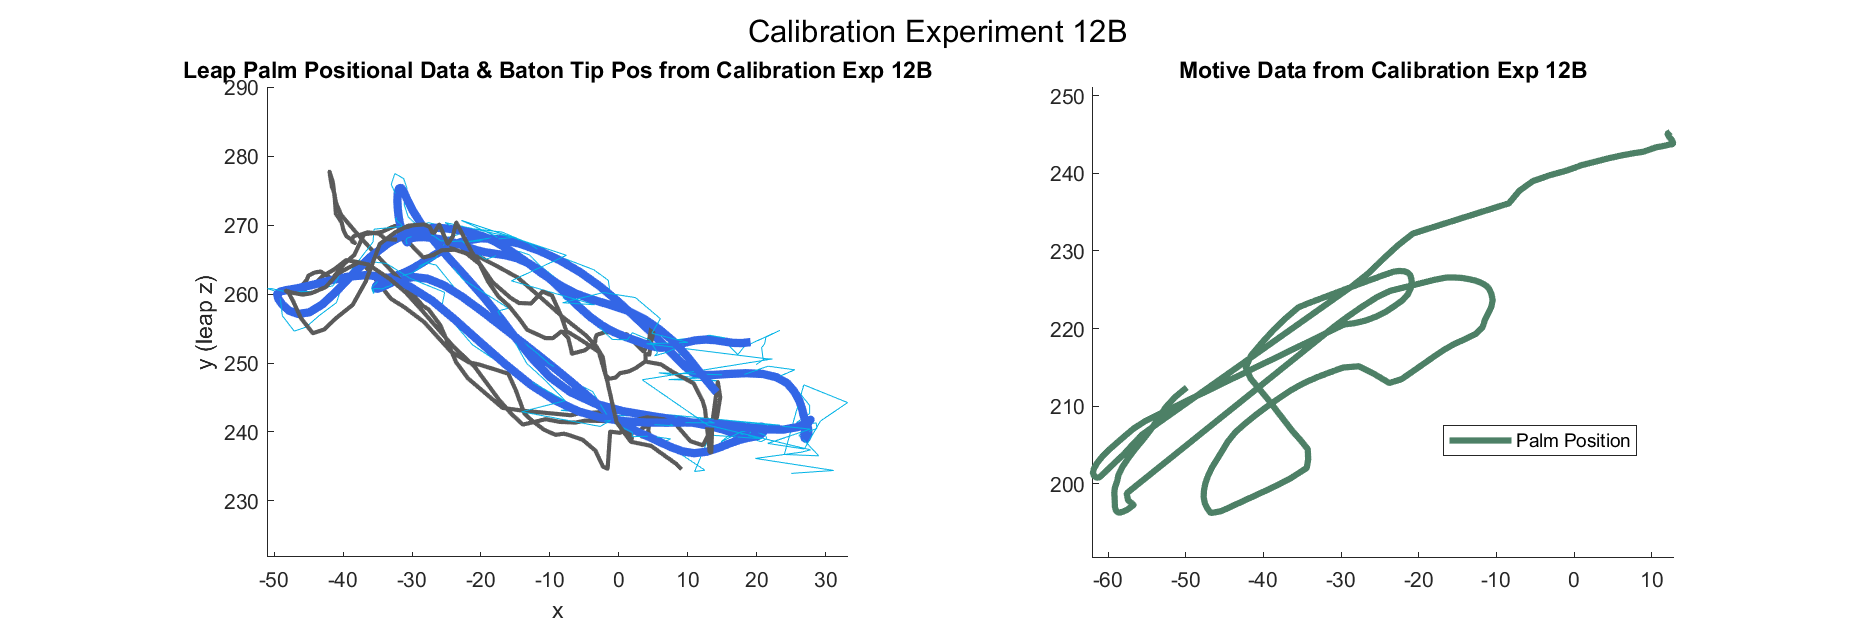 Calibration Experiment 12B
Leap Palm Positional Data & Baton Tip Pos from Calibration Exp 12B
290
280
270
260
250
240
230
y (leap z)
-50 -40 -30 -20 -10 0 10 20 30
x
Motive Data from Calibration Exp 12B
250
240
230
220
210
200
Palm Position
-60 -50 -40 -30 -20 -10 0 10